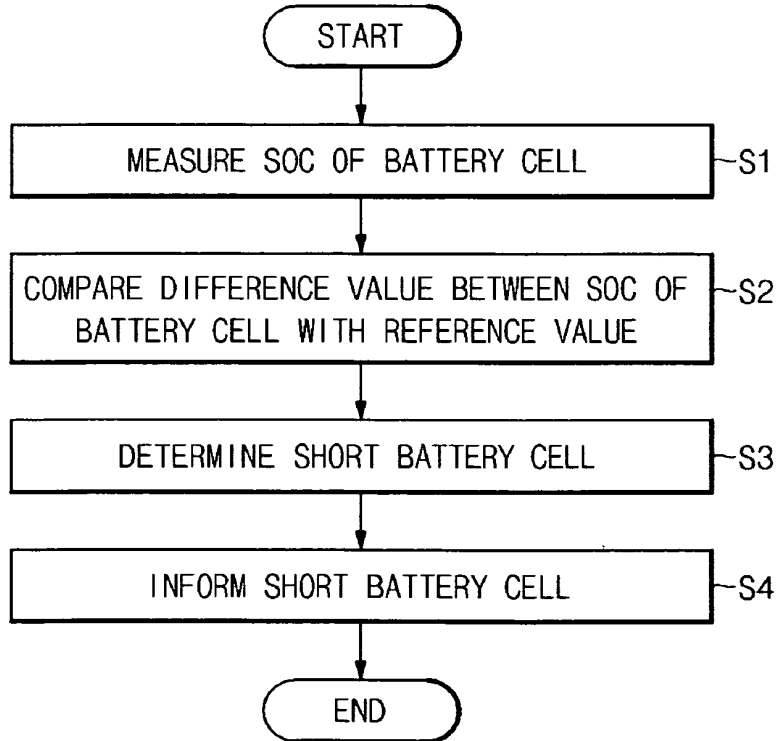 START
MEASURE SOC OF BATTERY CELL
S1
COMPARE DIFFERENCE VALUE BETWEEN SOC OF
BATTERY CELL WITH REFERENCE VALUE
S2
DETERMINE SHORT BATTERY CELL
S3
INFORM SHORT BATTERY CELL
S4
END